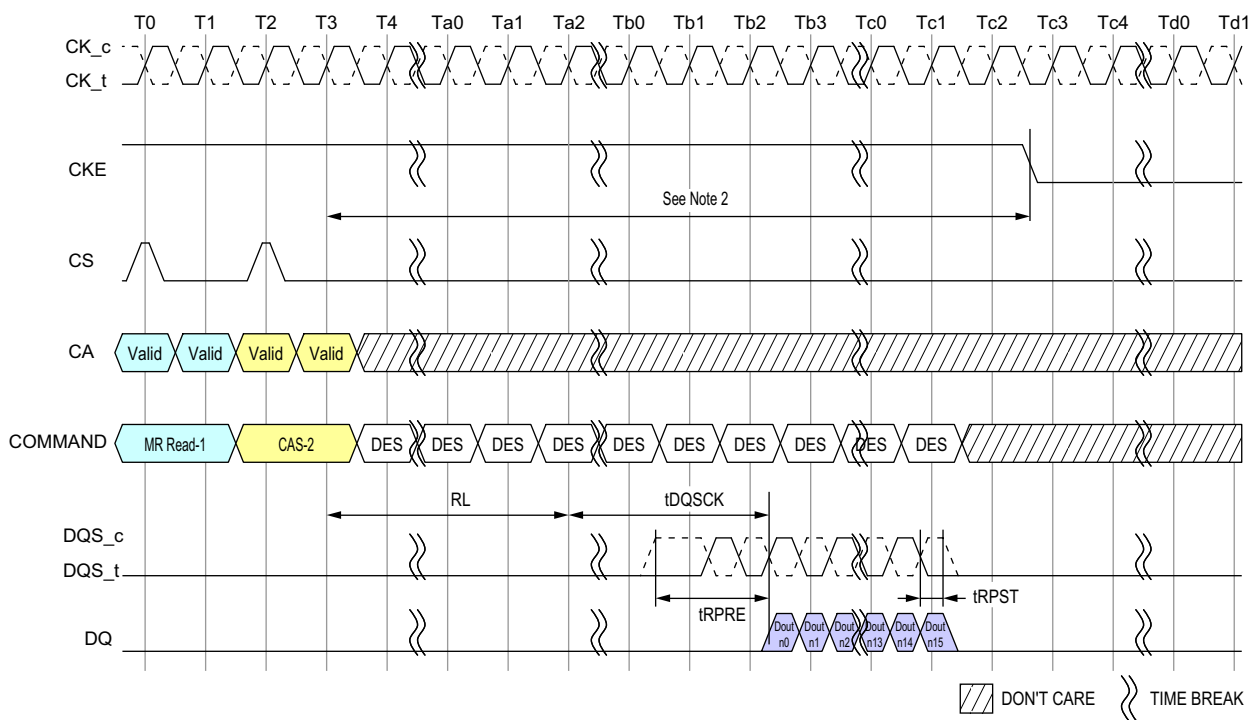 T0 T1 T2 T3 T4 Ta0 Ta1 Ta2 Tb0 Tb1 Tb2 Tb3 Tc0 Tc1 Tc2 Tc3 Tc4 Td0 Td1
CK_c
CK_t
CKE
See Note 2
CS
CA Valid Valid Valid Valid
COMMAND MR Read-1 CAS-2 DES DES DES DES DES DES DES DES DES DES
RL tDQSCK
DQS_c
DQS_t
tRPRE tRPST
DQ Dout n0 Dout n1 Dout n2 Dout n13 Dout n14 Dout n15
DON'T CARE TIME BREAK